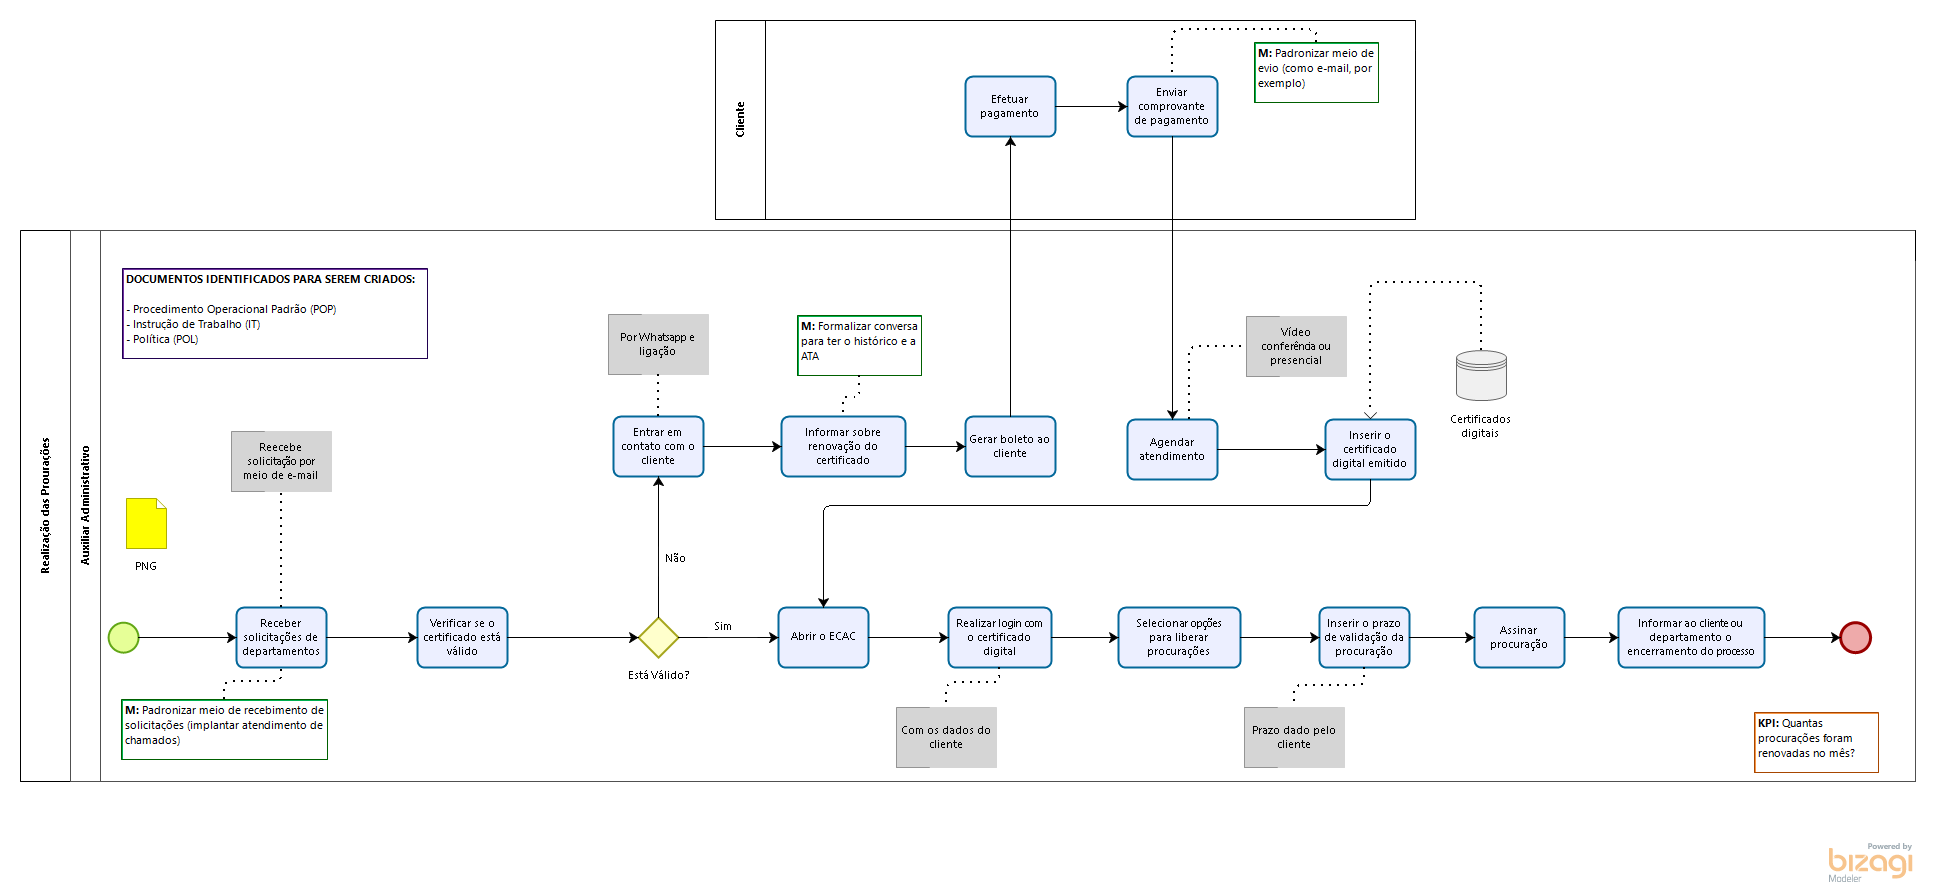 Cliente
Efetuar
pagamento
Enviar
comprovante
de pagamento
M: Padronizar meio de
evio (como e-mail, por
exemplo)
Realização das Prourações
Auxiliar Administrativo
DOCUMENTOS IDENTIFICADOS PARA SEREM CRIADOS:
- Procedimento Operacional Padrão (POP)
- Instrução de Trabalho (IT)
- Política (POL)
Por Whatsapp e
ligação
M: Formalizar conversa
para ter o histórico e a
ATA
Vídeo
conferência ou
presencial
Certificados
digitais
Entrar em
contato com o
cliente
Informar sobre
renovação do
certificado
Gerar boleto ao
cliente
Agendar
atendimento
Inserir o
certificado
digital emitido
Reecebe
solicitação por
meio de e-mail
PNG
Não
Receber
solicitações de
departamentos
Verificar se o
certificado está
válido
Está Válido?
Sim
Abrir o ECAC
Realizar login com
o certificado
digital
Selecionar opções
para liberar
procurações
Inserir o prazo
de validação da
procuração
Assinar
procuração
Informar ao cliente ou
departamento o
encerramento do processo
M: Padronizar meio de recebimento de
solicitações (implantar atendimento de
chamados)
Com os dados do
cliente
Prazo dado pelo
cliente
KPI: Quantas
procurações foram
renovadas no mês?
Powered by
bizagi
Modeler